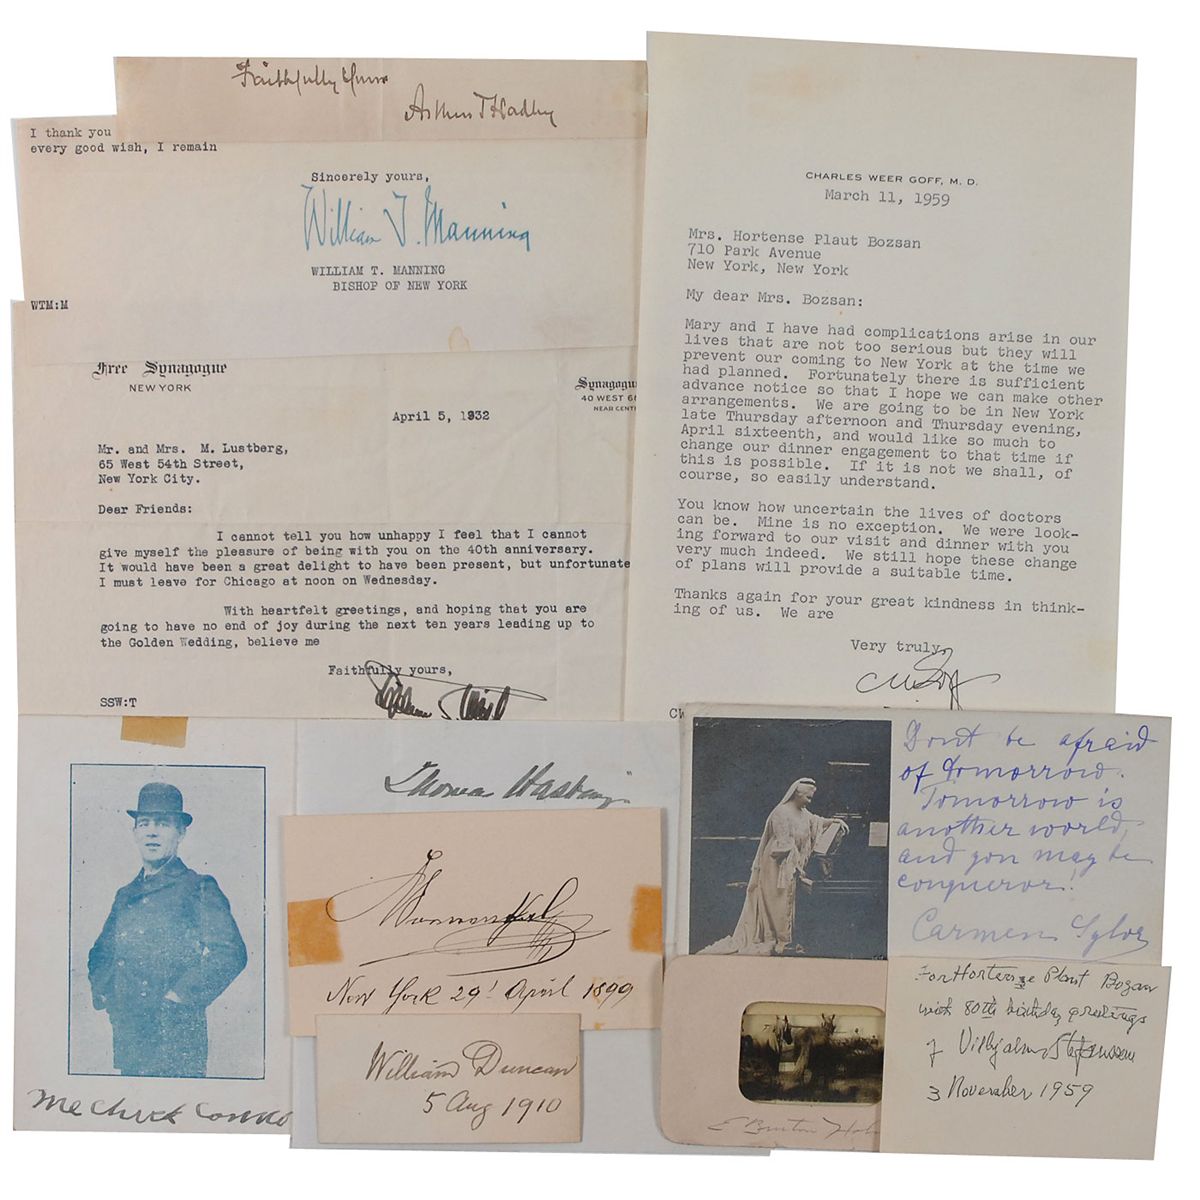 Faithfully Yours
Arthur T Hadley
I thank you
every good wish, I remain
Sincerely yours,
William T. Manning
WILLIAM T. MANNING
BISHOP OF NEW YORK
WTM:M
Free Synagogue
NEW YORK
Synagogue
40 WEST 6
NEAR CENT
April 5, 1932
Mr. and Mrs. M. Lustberg,
65 West 54th Street,
New York City.
Dear Friends:
I cannot tell you how unhappy I feel that I cannot
give myself the pleasure of being with you on the 40th anniversary.
It would have been a great delight to have been present, but unfortunate
I must leave for Chicago at noon on Wednesday.
With heartfelt greetings, and hoping that you are
going to have no end of joy during the next ten years leading up to
the Golden Wedding, believe me
Faithfully yours,
SSW:T
CHARLES WEER GOFF, M. D.
March 11, 1959
Mrs. Hortense Plaut Bozsan
710 Park Avenue
New York, New York
My dear Mrs. Bozsan:
Mary and I have had complications arise in our
lives that are not too serious but they will
prevent our coming to New York at the time we
had planned. Fortunately there is sufficient
advance notice so that I hope we can make other
arrangements. We are going to be in New York
late Thursday afternoon and Thursday evening,
April sixteenth, and would like so much to
change our dinner engagement to that time if
this is possible. If it is not we shall, of
course, so easily understand.
You know how uncertain the lives of doctors
can be. Mine is no exception. We were look-
ing forward to our visit and dinner with you
very much indeed. We still hope these change
of plans will provide a suitable time.
Thanks again for your great kindness in think-
ing of us. We are
Very truly,
CW
Thomas Hastings
New York 29! April 1899
William Duncan
5 Aug 1910
Don't be afraid
of tomorrow.
Tomorrow is
another world,
and you may be
conqueror!
Carmen Sylva
E Burton Hol
For Hortense Plaut Bozan
with 80th birthday greetings
of Vilhjalmur Stefansson
3 November 1959